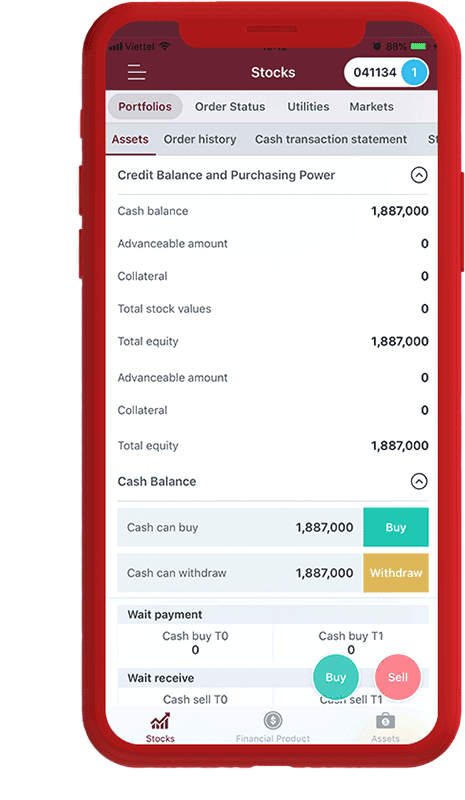 Viettel 88%
Stocks
041134 1
Portfolios Order Status Utilities Markets
Assets Order history Cash transaction statement St
Credit Balance and Purchasing Power
Cash balance 1,887,000
Advanceable amount 0
Collateral 0
Total stock values 0
Total equity 1,887,000
Advanceable amount 0
Collateral 0
Total equity 1,887,000
Cash Balance
Cash can buy 1,887,000 Buy
Cash can withdraw 1,887,000 Withdraw
Wait payment
Cash buy T0 Cash buy T1
0 0
Buy Sell
Wait receive
Cash sell T0 Cash sell T1
Stocks Financial Product Assets